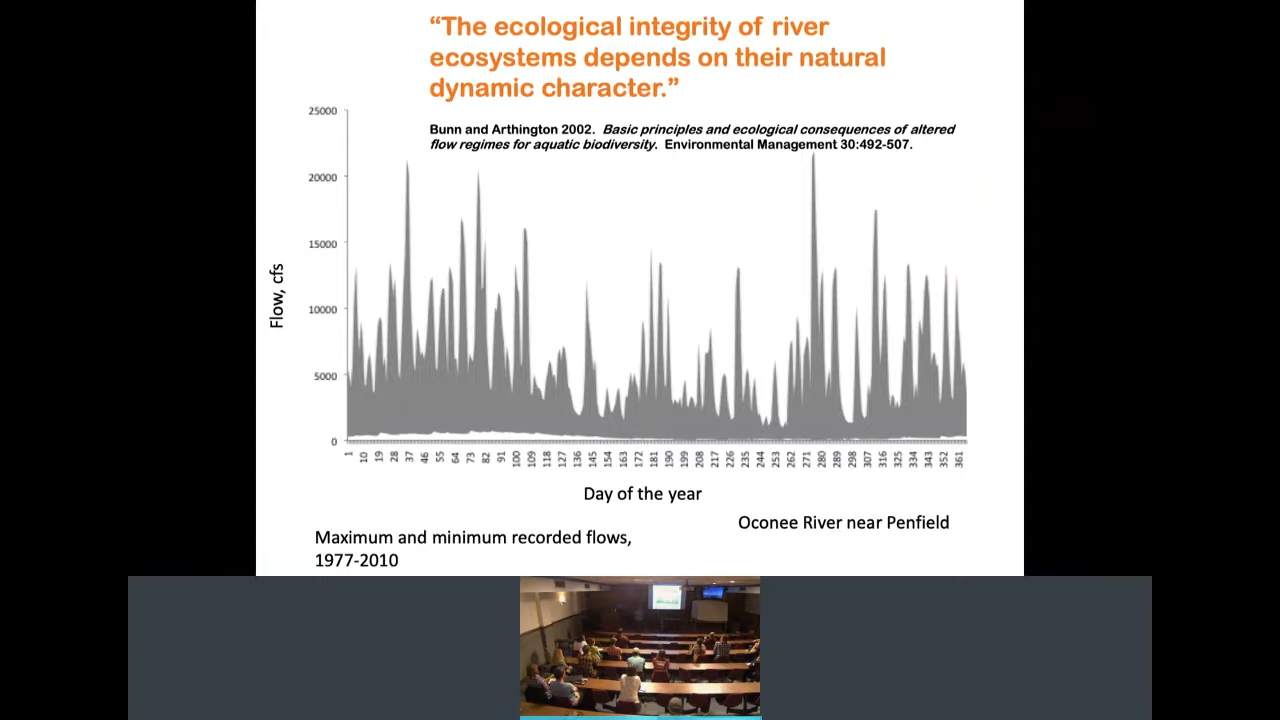 “The ecological integrity of river
ecosystems depends on their natural
dynamic character.”
Bunn and Arthington 2002. Basic principles and ecological consequences of altered
flow regimes for aquatic biodiversity. Environmental Management 30:492-507.
Flow, cfs
25000
20000
15000
10000
5000
0
1 10 19 28 37 46 55 64 73 82 91 100 109 118 127 136 145 154 163 172 181 190 199 208 217 226 235 244 253 262 271 280 289 298 307 316 325 334 343 352 361
Day of the year
Oconee River near Penfield
Maximum and minimum recorded flows,
1977-2010